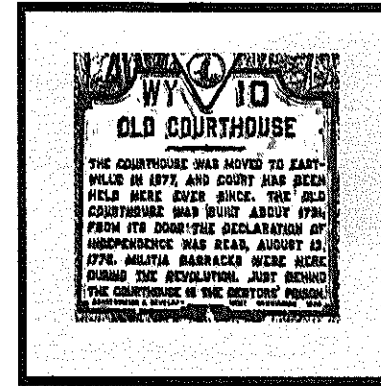 WY 10
OLD COURTHOUSE
THE COURTHOUSE WAS MOVED TO EAST-
VILLE IN 1677, AND COURT HAS BEEN
HELD HERE EVER SINCE. THE OLD
COURTHOUSE WAS BUILT ABOUT 1731;
FROM ITS DOOR THE DECLARATION OF
INDEPENDENCE WAS READ, AUGUST 13,
1776. MILITIA BARRACKS WERE HERE
DURING THE REVOLUTION. JUST BEHIND
THE COURTHOUSE IS THE DEBTORS' PRISON.
CONSERVATION & DEVELOPMENT